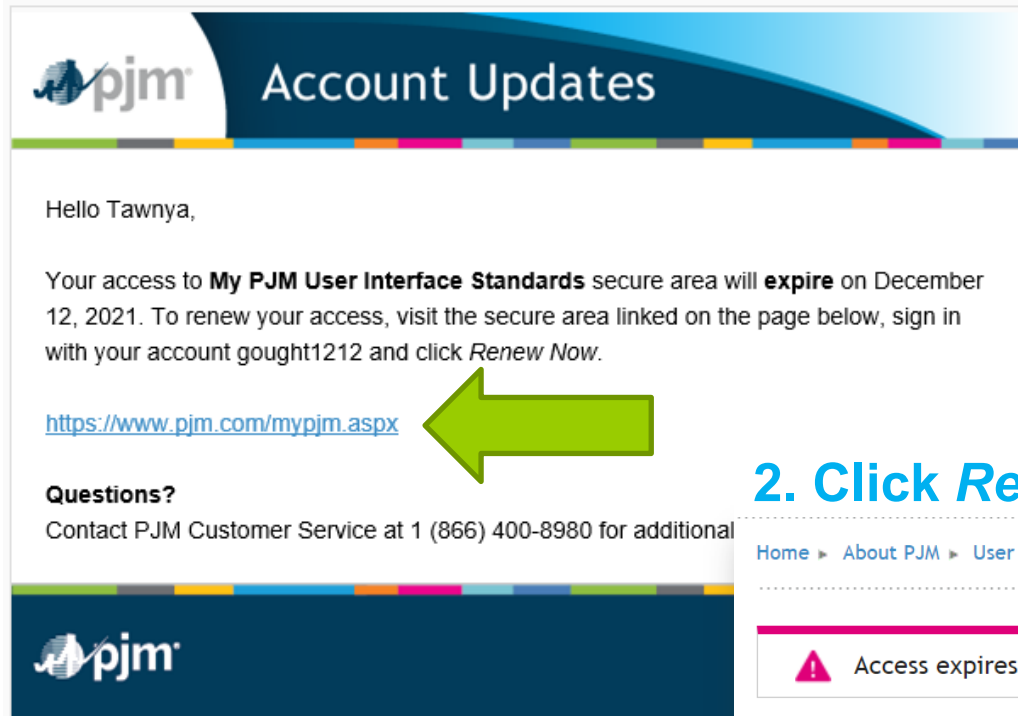 pjm
Account Updates
Hello Tawnya,
Your access to My PJM User Interface Standards secure area will expire on December
12, 2021. To renew your access, visit the secure area linked on the page below, sign in
with your account gought1212 and click Renew Now.
https://www.pjm.com/mypjm.aspx
Questions?
Contact PJM Customer Service at 1 (866) 400-8980 for additional
pjm
2. Click Re
Home ▸ About PJM ▸ User
Access expires